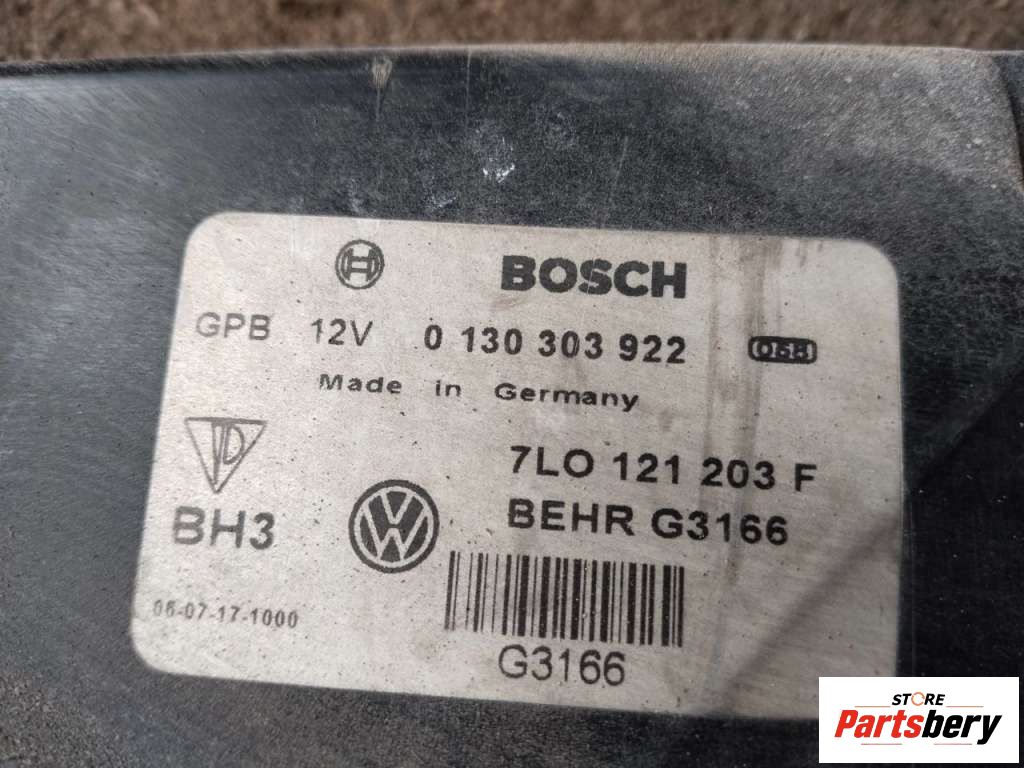 BOSCH
GPB 12V 0 130 303 922
Made in Germany
7LO 121 203 F
BH3
BEHR G3166
06-07-17-1000
G3166
STORE
Partsbery